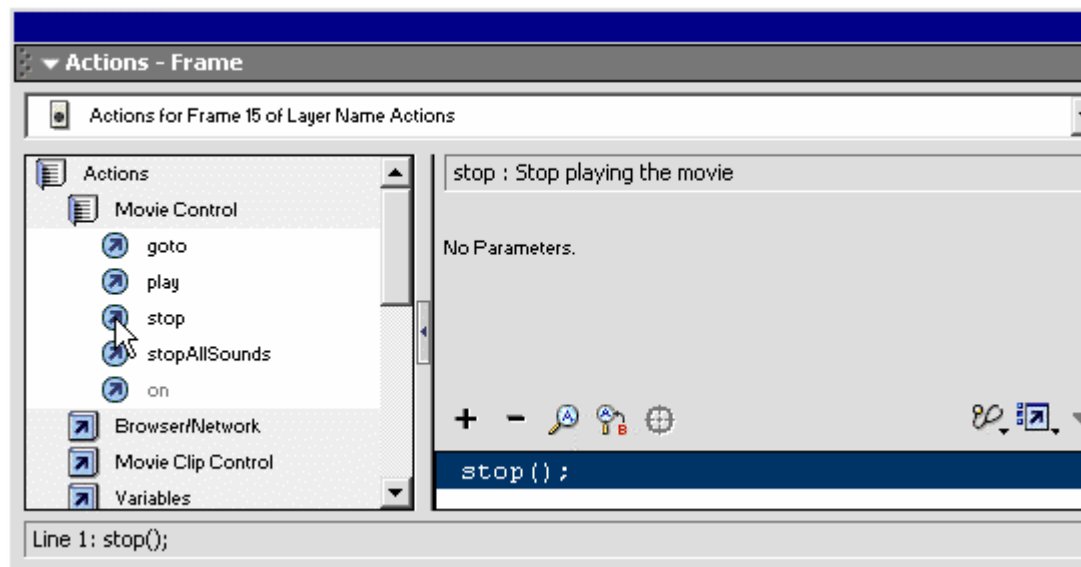 Actions - Frame
Actions for Frame 15 of Layer Name Actions
Actions
Movie Control
goto
play
stop
stopAllSounds
on
Browser/Network
Movie Clip Control
Variables
stop : Stop playing the movie
No Parameters.
stop();
Line 1: stop();